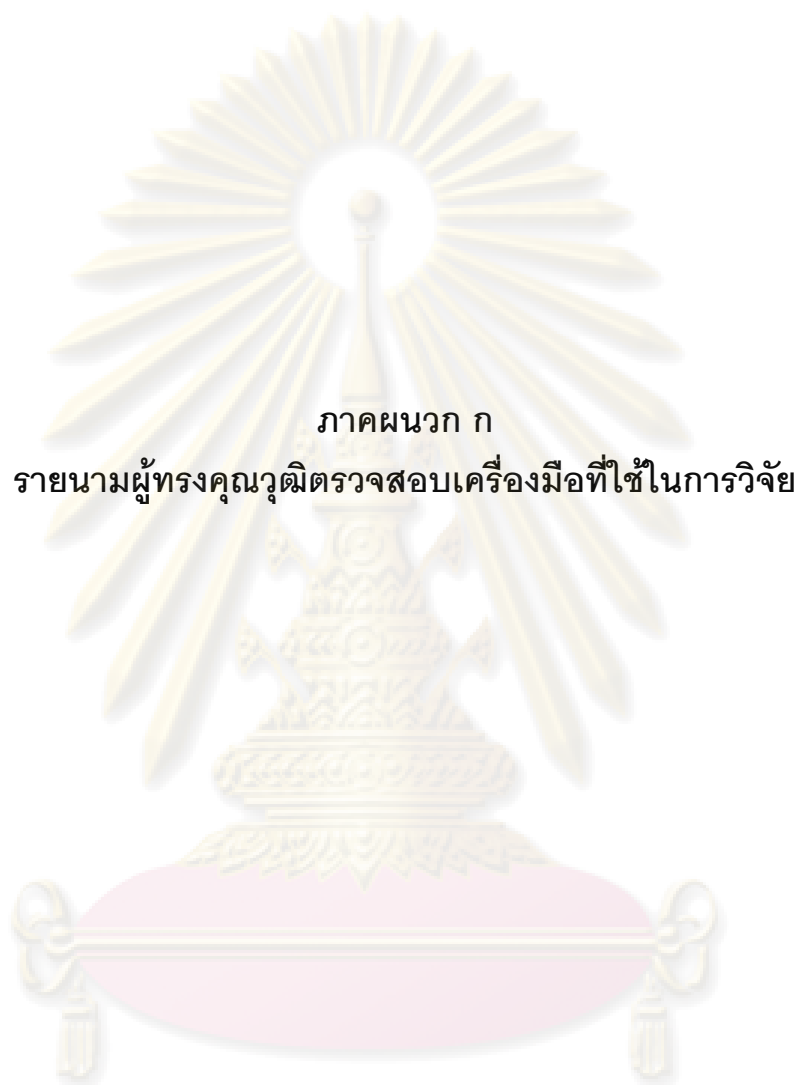 ภาคผนวก ก
รายนามผู้ทรงคุณวุฒิตรวจสอบเครื่องมือที่ใช้ในการวิจัย